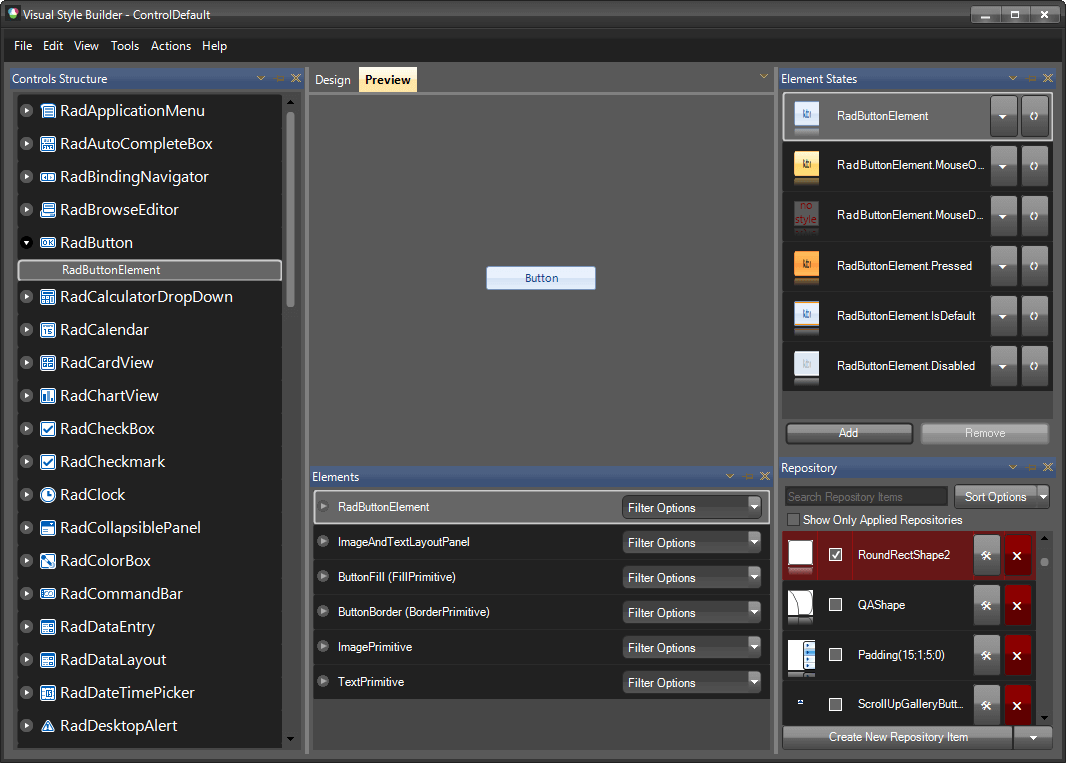 Visual Style Builder - ControlDefault
File Edit View Tools Actions Help
Controls Structure
RadApplicationMenu
RadAutoCompleteBox
RadBindingNavigator
RadBrowseEditor
RadButton
RadButtonElement
RadCalculatorDropDown
RadCalendar
RadCardView
RadChartView
RadCheckBox
RadCheckmark
RadClock
RadCollapsiblePanel
RadColorBox
RadCommandBar
RadDataEntry
RadDataLayout
RadDateTimePicker
RadDesktopAlert
Design Preview
Button
Elements
RadButtonElement Filter Options
ImageAndTextLayoutPanel Filter Options
ButtonFill (FillPrimitive) Filter Options
ButtonBorder (BorderPrimitive) Filter Options
ImagePrimitive Filter Options
TextPrimitive Filter Options
Element States
RadButtonElement
RadButtonElement.MouseO...
no style RadButtonElement.MouseD...
RadButtonElement.Pressed
RadButtonElement.IsDefault
RadButtonElement.Disabled
Add Remove
Repository
Search Repository Items Sort Options
Show Only Applied Repositories
RoundRectShape2
QAShape
Padding(15;1;5;0)
ScrollUpGalleryButt...
Create New Repository Item